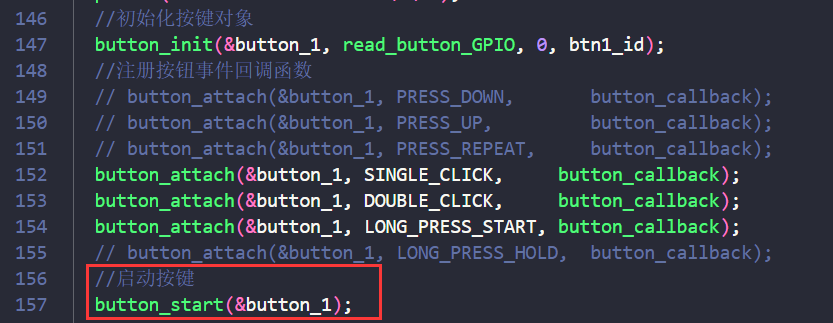 146 //初始化按键对象
147 button_init(&button_1, read_button_GPIO, 0, btn1_id);
148 //注册按钮事件回调函数
149 // button_attach(&button_1, PRESS_DOWN,       button_callback);
150 // button_attach(&button_1, PRESS_UP,         button_callback);
151 // button_attach(&button_1, PRESS_REPEAT,     button_callback);
152 button_attach(&button_1, SINGLE_CLICK,     button_callback);
153 button_attach(&button_1, DOUBLE_CLICK,     button_callback);
154 button_attach(&button_1, LONG_PRESS_START, button_callback);
155 // button_attach(&button_1, LONG_PRESS_HOLD,  button_callback);
156 //启动按键
157 button_start(&button_1);